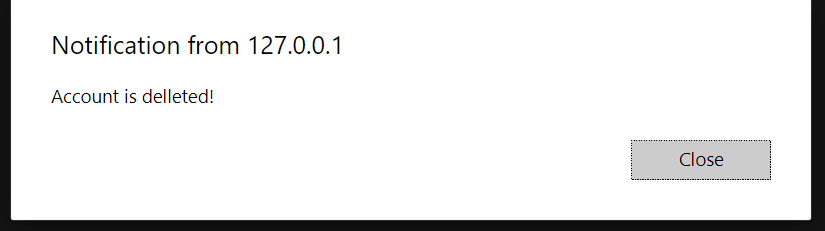 Notification from 127.0.0.1
Account is delleted!
Close